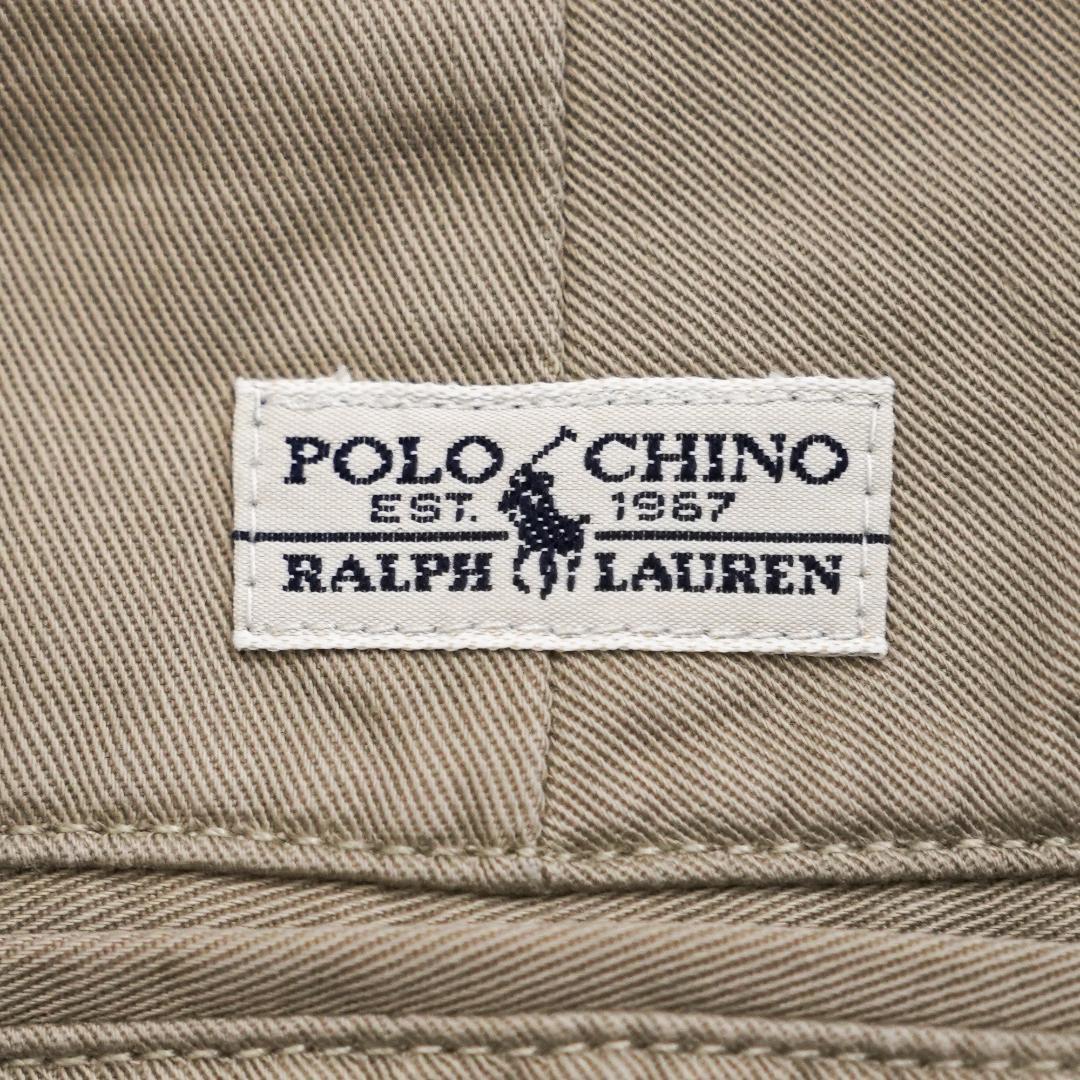 POLO CHINO
EST. 1967
RALPH LAUREN